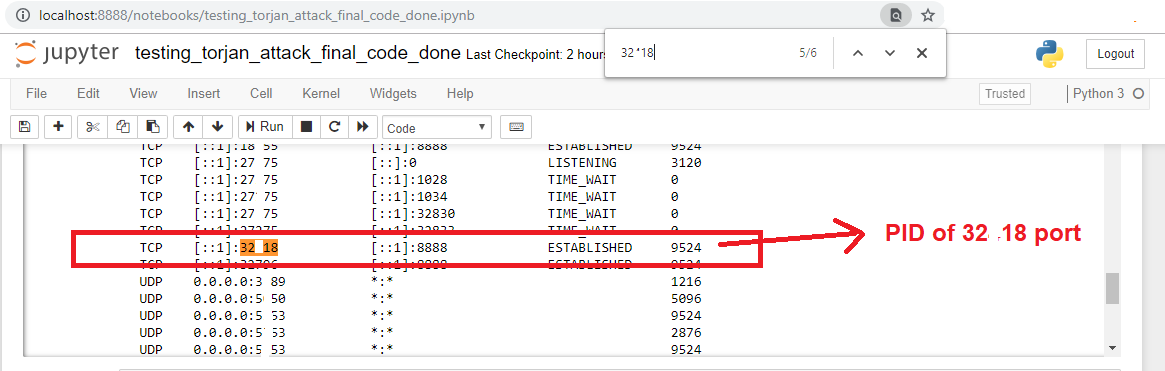 localhost:8888/notebooks/testing_torjan_attack_final_code_done.ipynb
32 18 5/6
jupyter testing_torjan_attack_final_code_done Last Checkpoint: 2 hours
Logout
File Edit View Insert Cell Kernel Widgets Help Trusted Python 3
Run Code
TCP [::1]:18 55 [::1]:8888 ESTABLISHED 9524
TCP [::1]:27 75 [::]:0 LISTENING 3120
TCP [::1]:27 75 [::1]:1028 TIME_WAIT 0
TCP [::1]:27 75 [::1]:1034 TIME_WAIT 0
TCP [::1]:27 75 [::1]:32830 TIME_WAIT 0
TCP [::1]:27275 TIME_WAIT 0
TCP [::1]:32 18 [::1]:8888 ESTABLISHED 9524
PID of 32 18 port
TCP [::1]:32796 [::1]:8888 ESTABLISHED 9524
UDP 0.0.0.0:3 89 *:* 1216
UDP 0.0.0.0:5 50 *:* 5096
UDP 0.0.0.0:5 53 *:* 9524
UDP 0.0.0.0:5 53 *:* 2876
UDP 0.0.0.0:5 53 *:* 9524